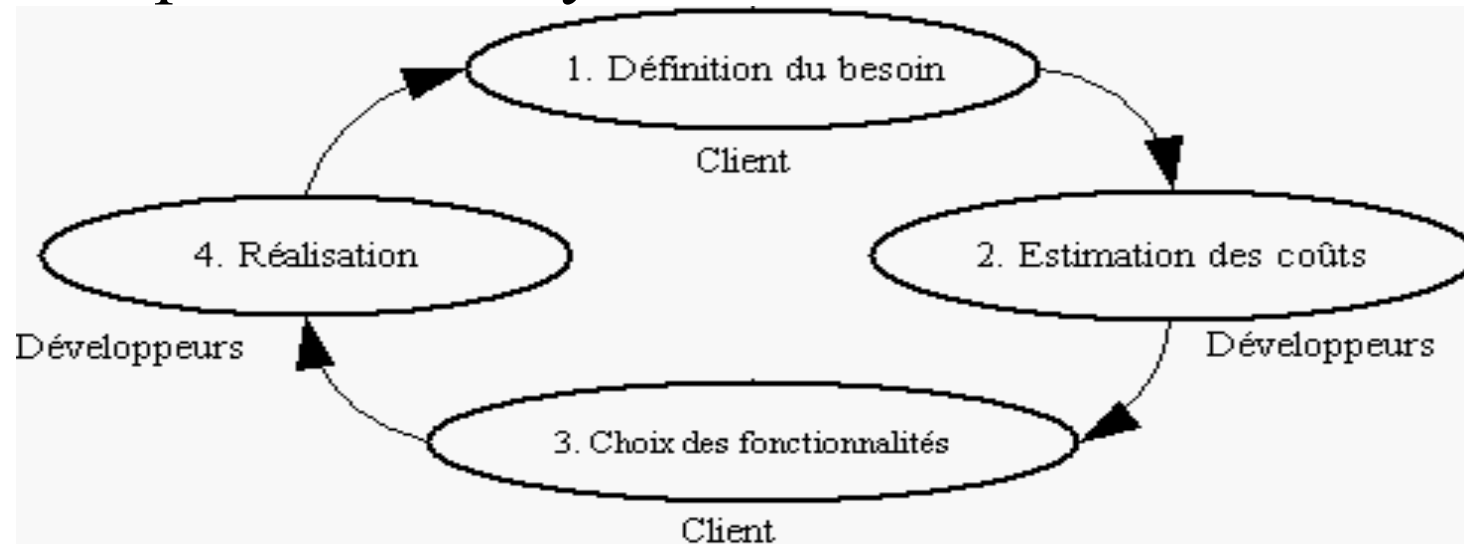 1. Définition du besoin
Client
4. Réalisation
2. Estimation des coûts
Développeurs
Développeurs
3. Choix des fonctionnalités
Client